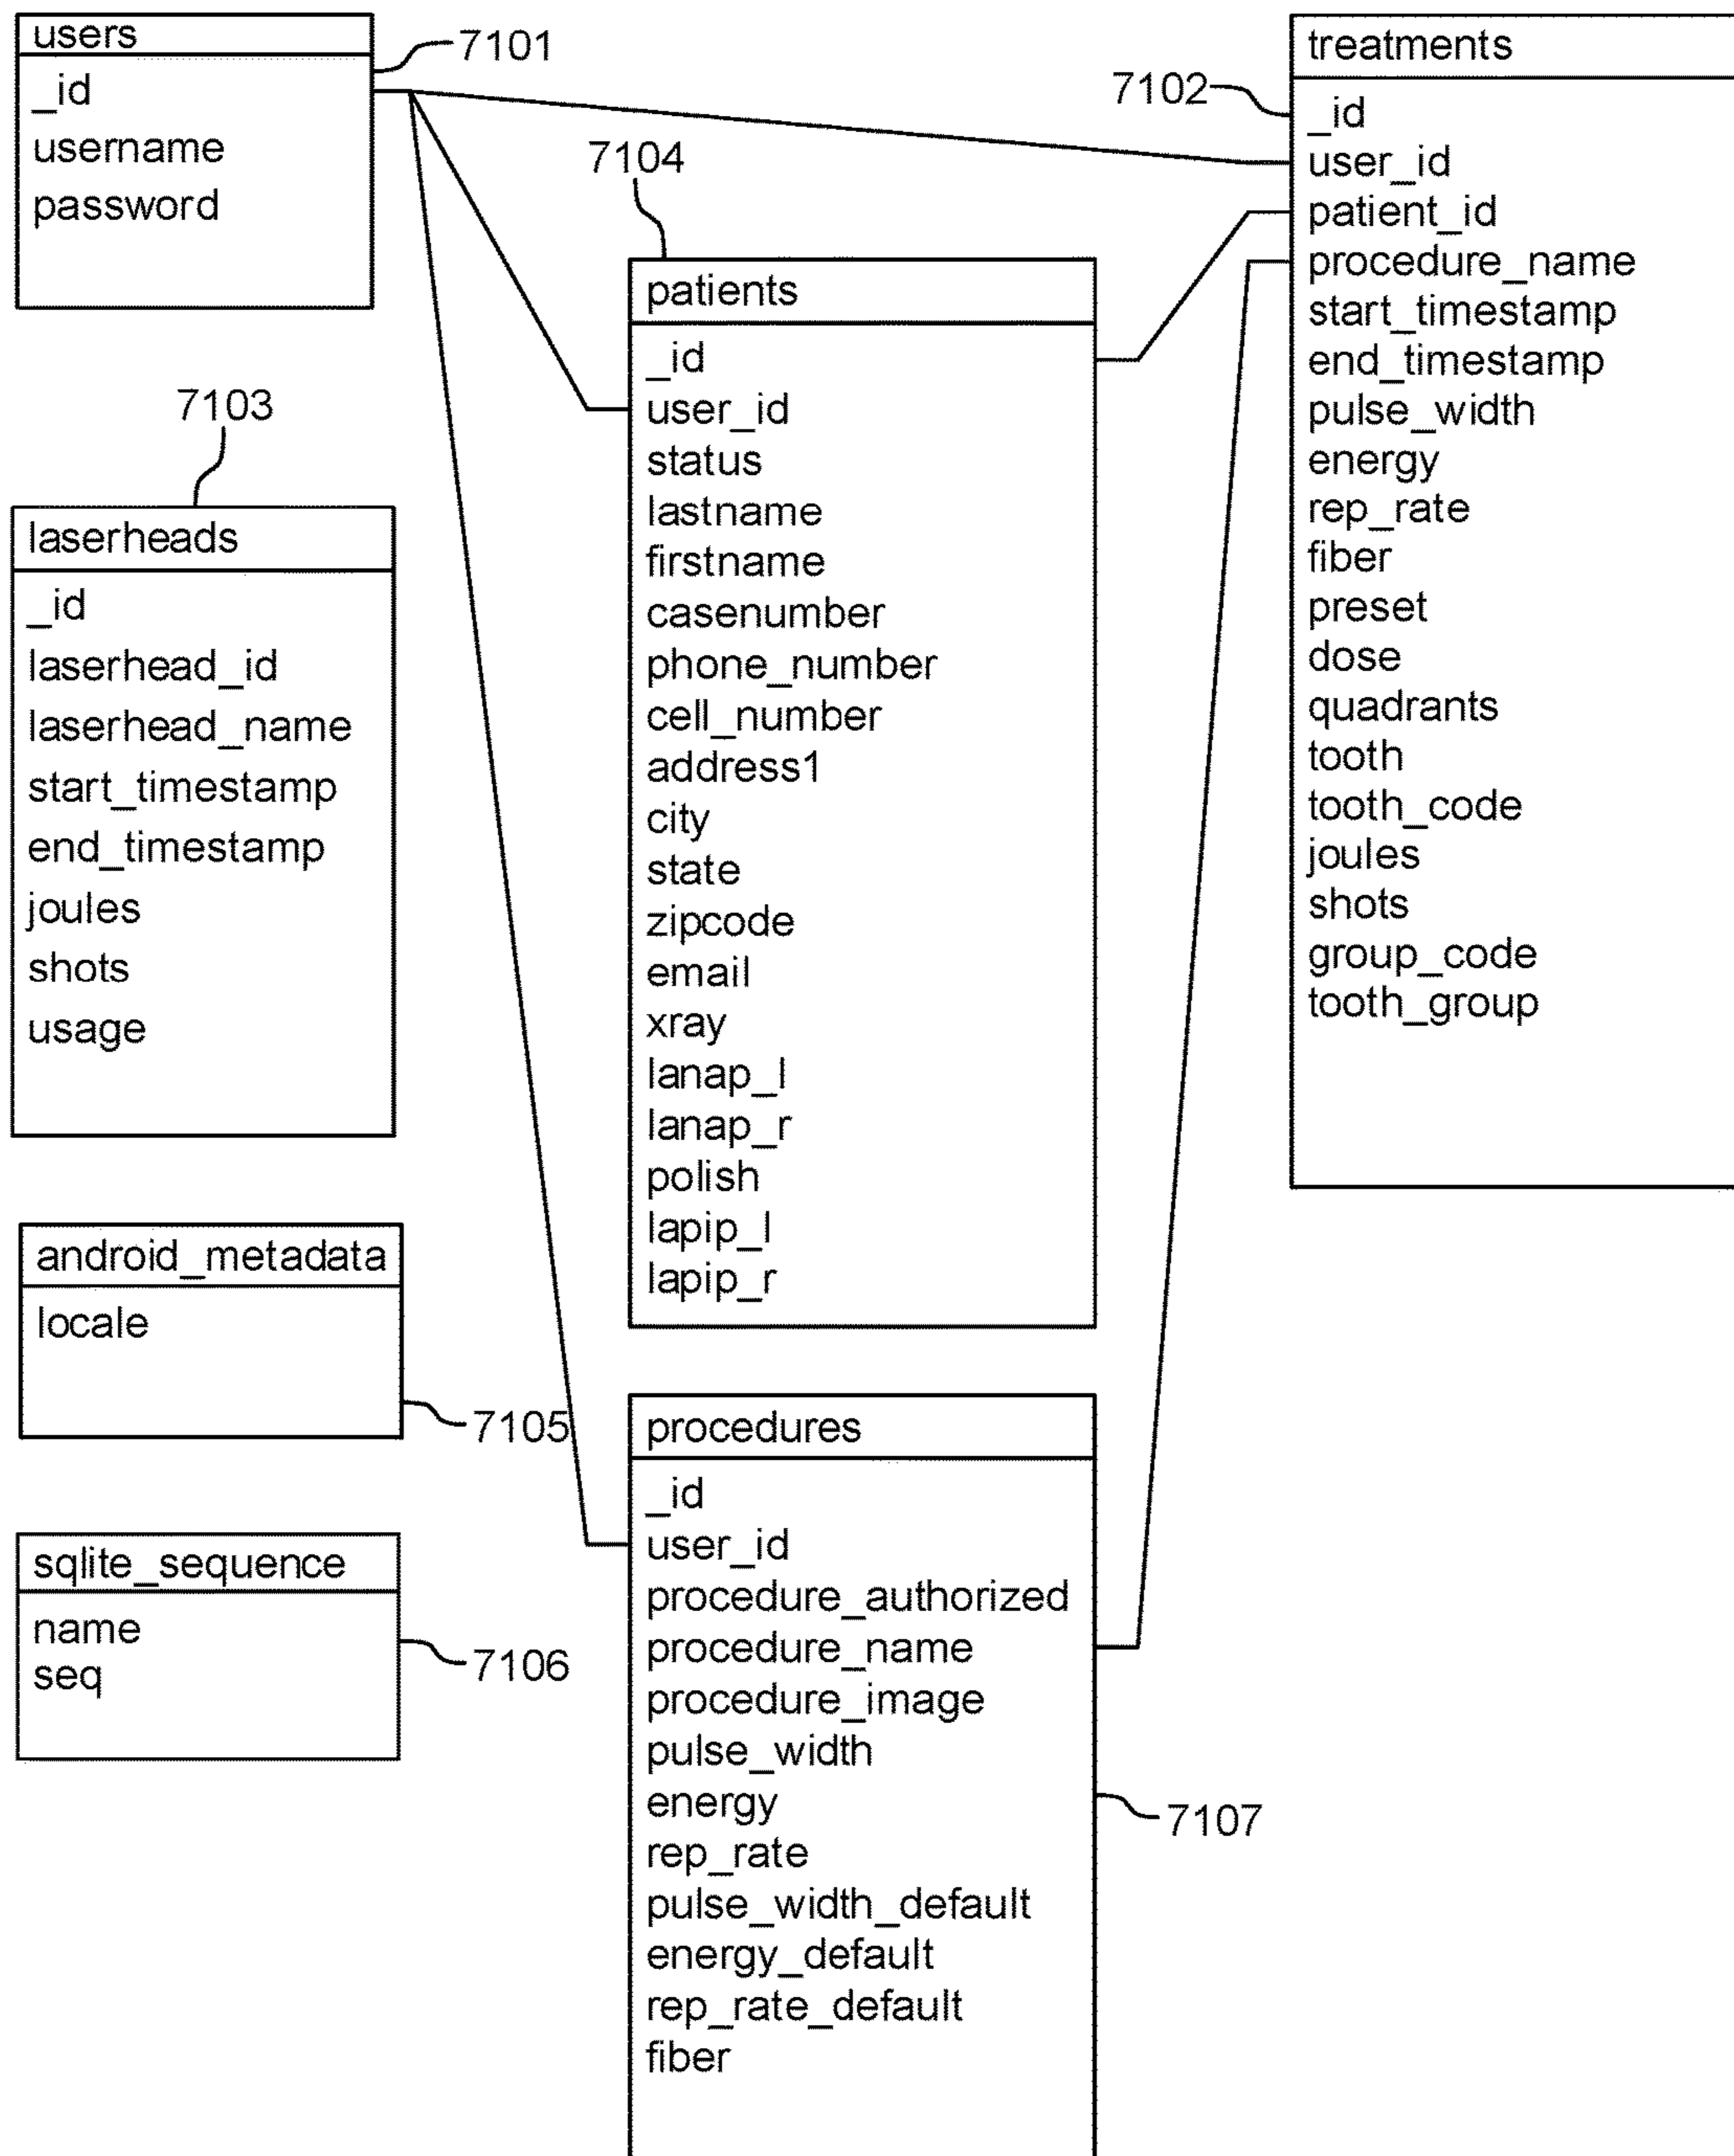 users
_id
username
password
7101
7102
treatments
_id
user_id
patient_id
procedure_name
start_timestamp
end_timestamp
pulse_width
energy
rep_rate
fiber
preset
dose
quadrants
tooth
tooth_code
joules
shots
group_code
tooth_group
7104
patients
_id
user_id
status
lastname
firstname
casenumber
phone_number
cell_number
address1
city
state
zipcode
email
xray
lanap_l
lanap_r
polish
lapip_l
lapip_r
7103
laserheads
_id
laserhead_id
laserhead_name
start_timestamp
end_timestamp
joules
shots
usage
android_metadata
locale
7105
sqlite_sequence
name
seq
7106
procedures
_id
user_id
procedure_authorized
procedure_name
procedure_image
pulse_width
energy
rep_rate
pulse_width_default
energy_default
rep_rate_default
fiber
7107